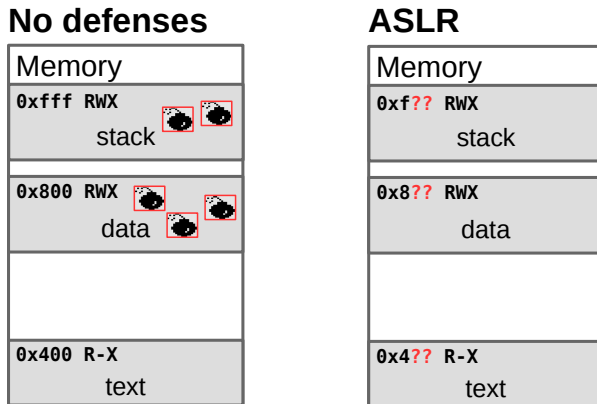 No defenses
Memory
0xfff RWX
stack
0x800 RWX
data
0x400 R-X
text
ASLR
Memory
0xf?? RWX
stack
0x8?? RWX
data
0x4?? R-X
text